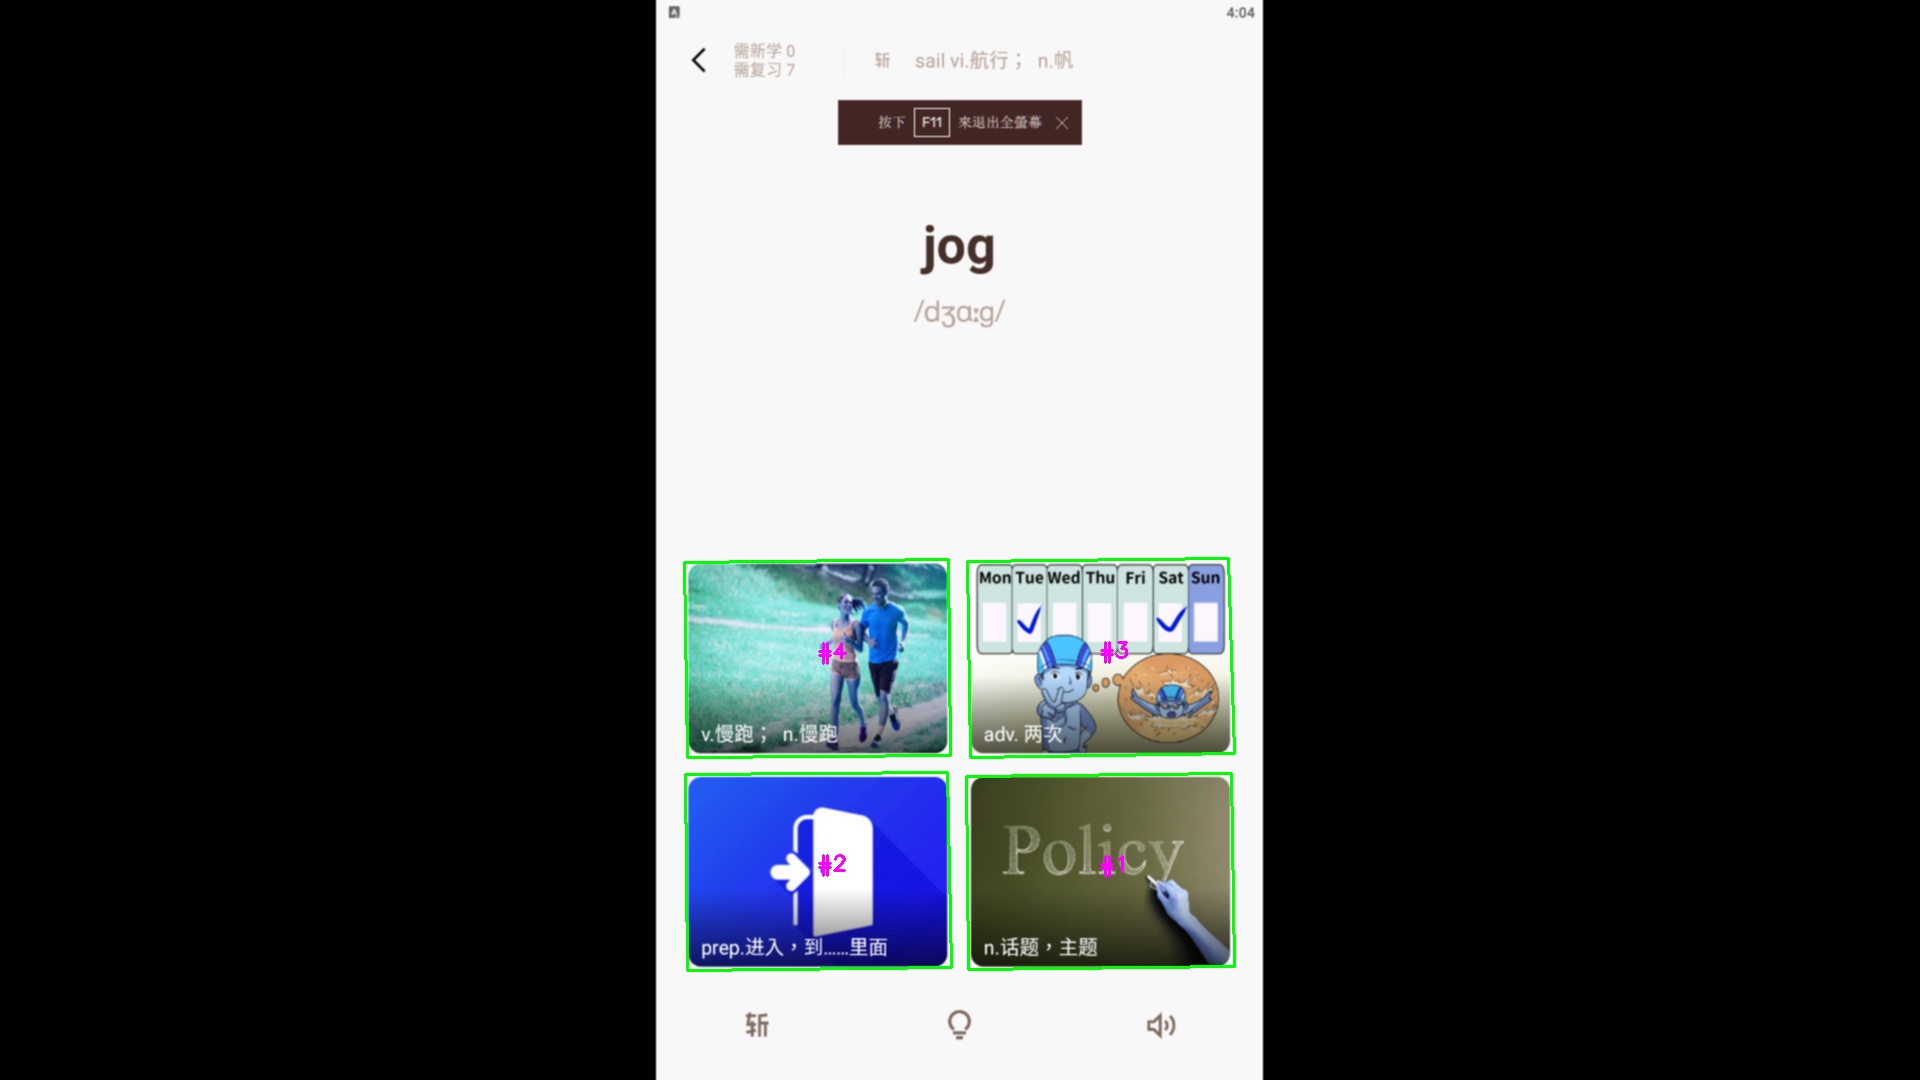 A
4:04
需新学 0
需复习 7
斩 sail vi.航行； n.帆
按下 F11 來退出全螢幕
jog
/dʒɑːg/
Mon Tue Wed Thu Fri Sat Sun
#4
#3
v.慢跑； n.慢跑
adv. 两次
Policy
#2
#1
prep.进入，到……里面
n.话题，主题
斩